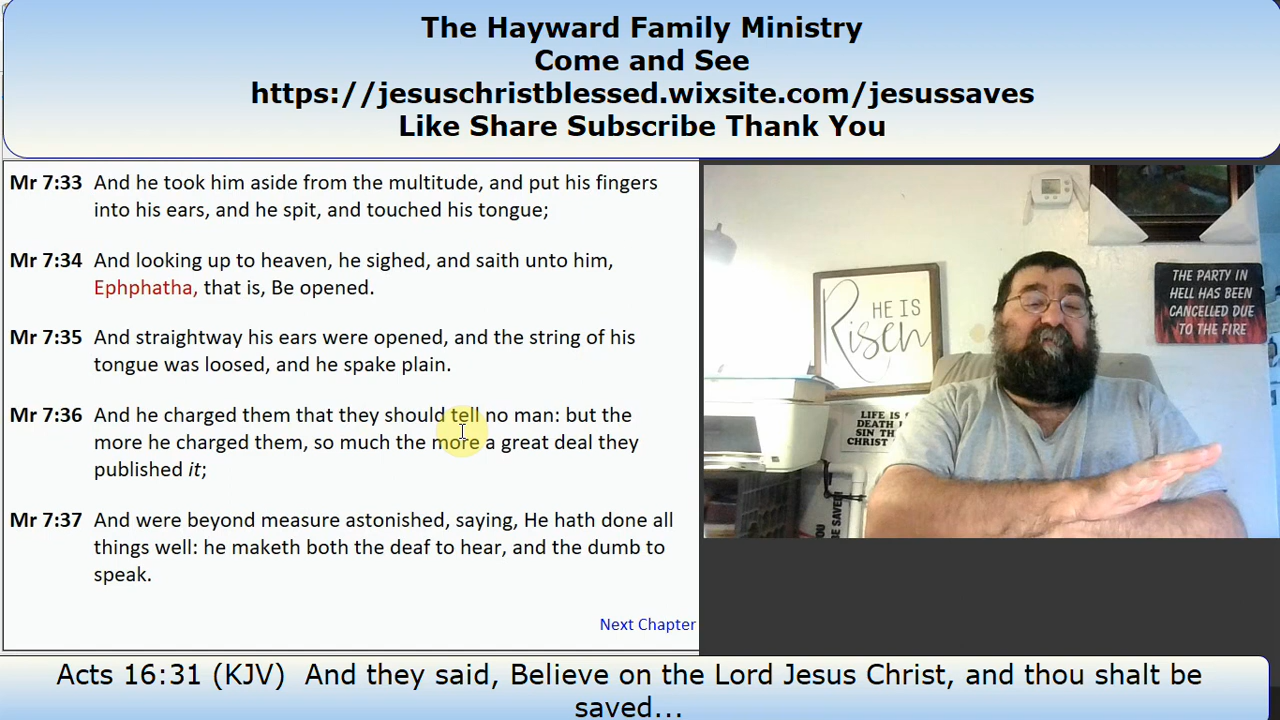 The Hayward Family Ministry
Come and See
https://jesuschristblessed.wixsite.com/jesussaves
Like Share Subscribe Thank You
Mr 7:33 And he took him aside from the multitude, and put his fingers
into his ears, and he spit, and touched his tongue;
Mr 7:34 And looking up to heaven, he sighed, and saith unto him,
Ephphatha, that is, Be opened.
Mr 7:35 And straightway his ears were opened, and the string of his
tongue was loosed, and he spake plain.
Mr 7:36 And he charged them that they should tell no man: but the
more he charged them, so much the more a great deal they
published it;
Mr 7:37 And were beyond measure astonished, saying, He hath done all
things well: he maketh both the deaf to hear, and the dumb to
speak.
Next Chapter
HE IS
Risen
THE PARTY IN
HELL HAS BEEN
CANCELLED DUE
TO THE FIRE
LIFE IS
DEATH
SIN TH
CHRIST
YOU
BE SAVED!
Acts 16:31 (KJV) And they said, Believe on the Lord Jesus Christ, and thou shalt be
saved...